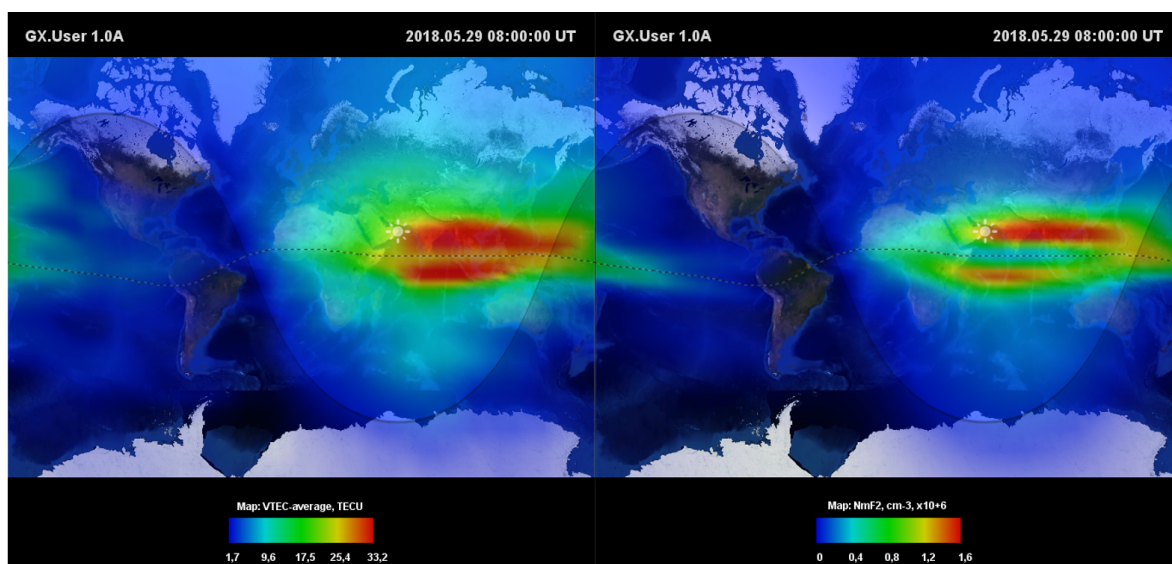 GX.User 1.0A
2018.05.29 08:00:00 UT
Map: VTEC-average, TECU
1,7 9,6 17,5 25,4 33,2
GX.User 1.0A
2018.05.29 08:00:00 UT
Map: NmF2, cm-3, x10+6
0 0,4 0,8 1,2 1,6